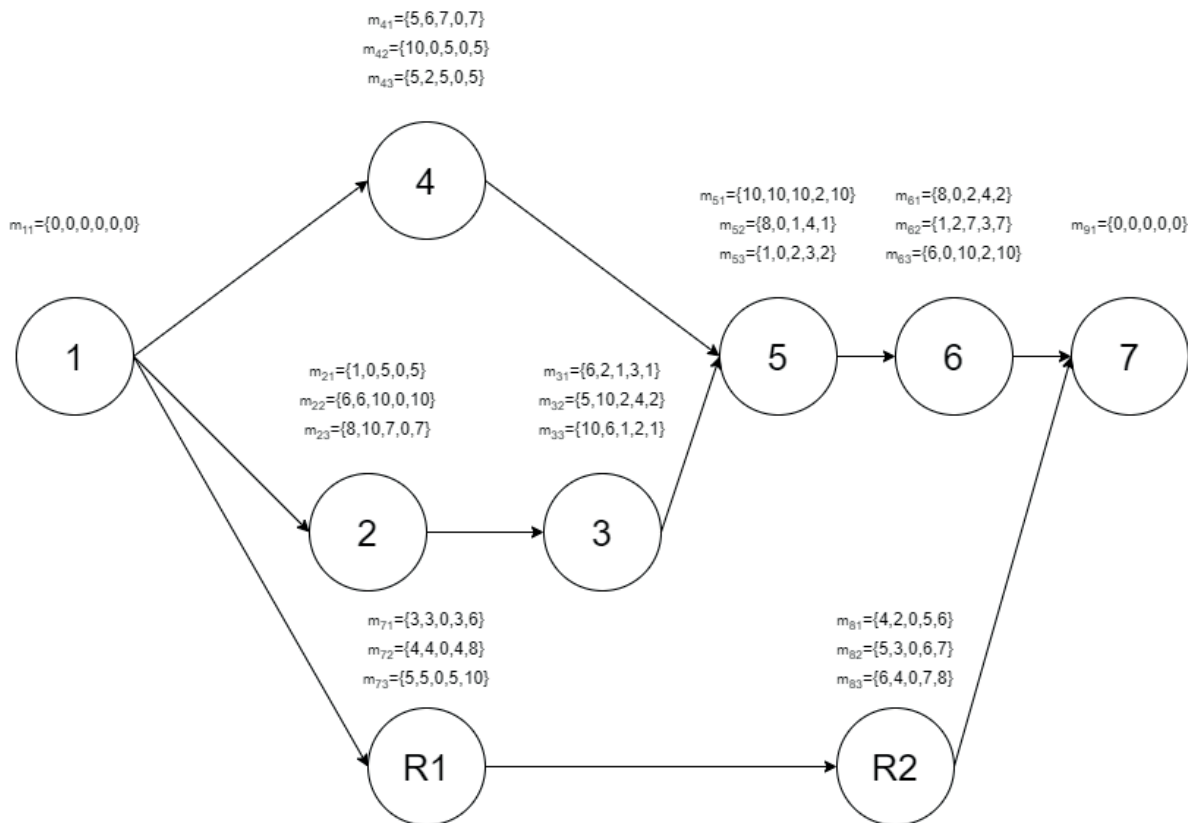 m41={5,6,7,0,7}
m42={10,0,5,0,5}
m43={5,2,5,0,5}
4
m11={0,0,0,0,0,0}
1
m51={10,10,10,2,10}
m52={8,0,1,4,1}
m53={1,0,2,3,2}
5
m61={8,0,2,4,2}
m62={1,2,7,3,7}
m63={6,0,10,2,10}
6
m91={0,0,0,0,0}
7
m21={1,0,5,0,5}
m22={6,6,10,0,10}
m23={8,10,7,0,7}
2
m31={6,2,1,3,1}
m32={5,10,2,4,2}
m33={10,6,1,2,1}
3
m71={3,3,0,3,6}
m72={4,4,0,4,8}
m73={5,5,0,5,10}
R1
m81={4,2,0,5,6}
m82={5,3,0,6,7}
m83={6,4,0,7,8}
R2